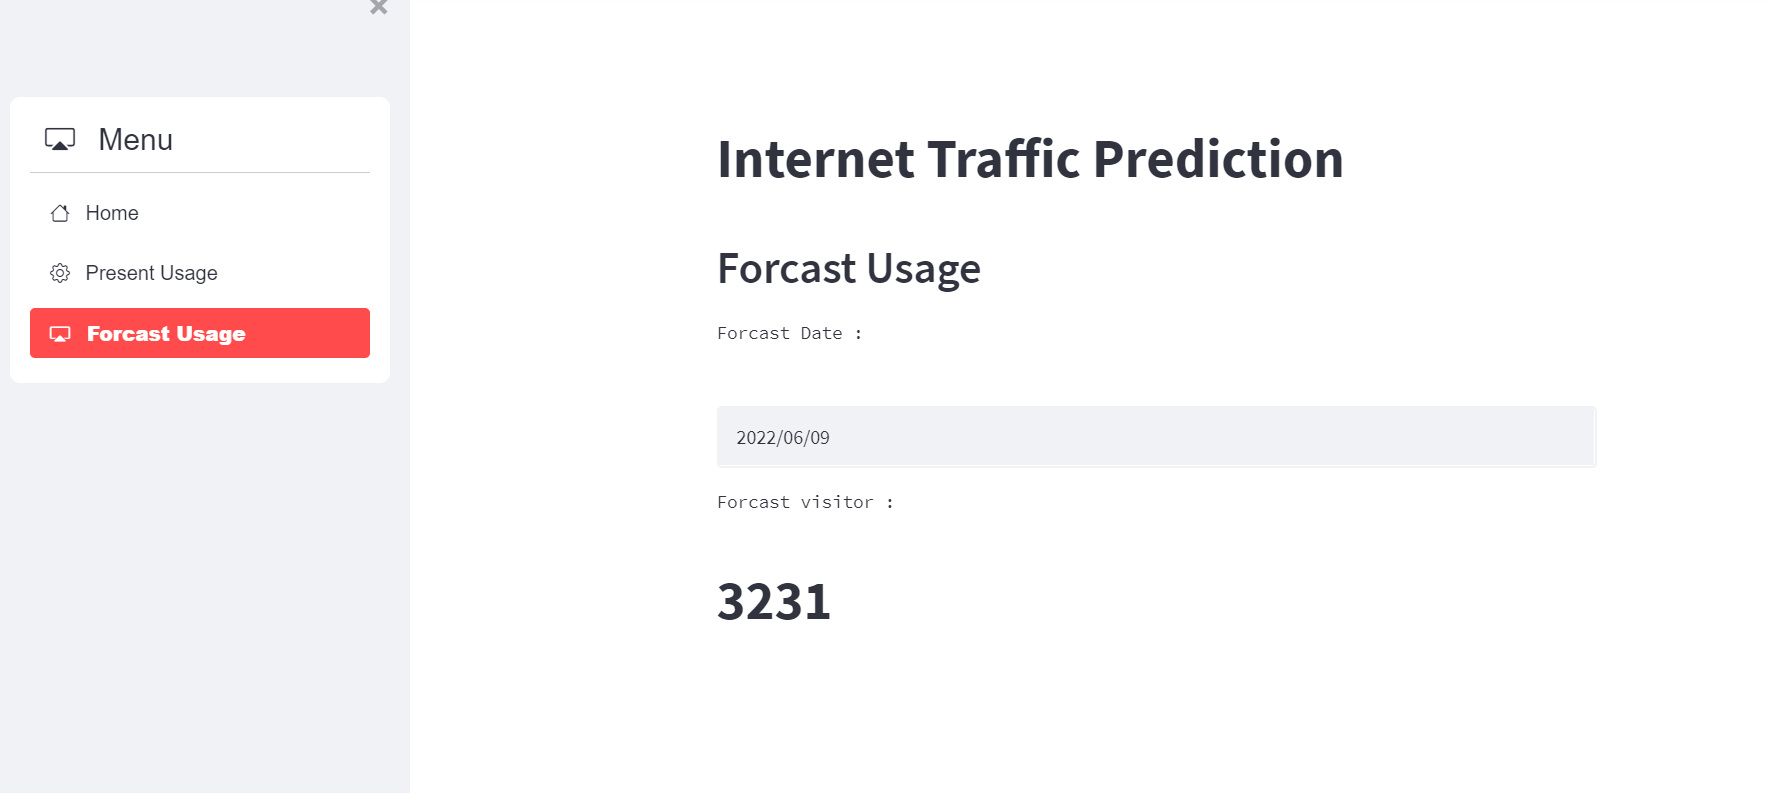 Menu
Home
Present Usage
Forcast Usage
Internet Traffic Prediction
Forcast Usage
Forcast Date :
2022/06/09
Forcast visitor :
3231